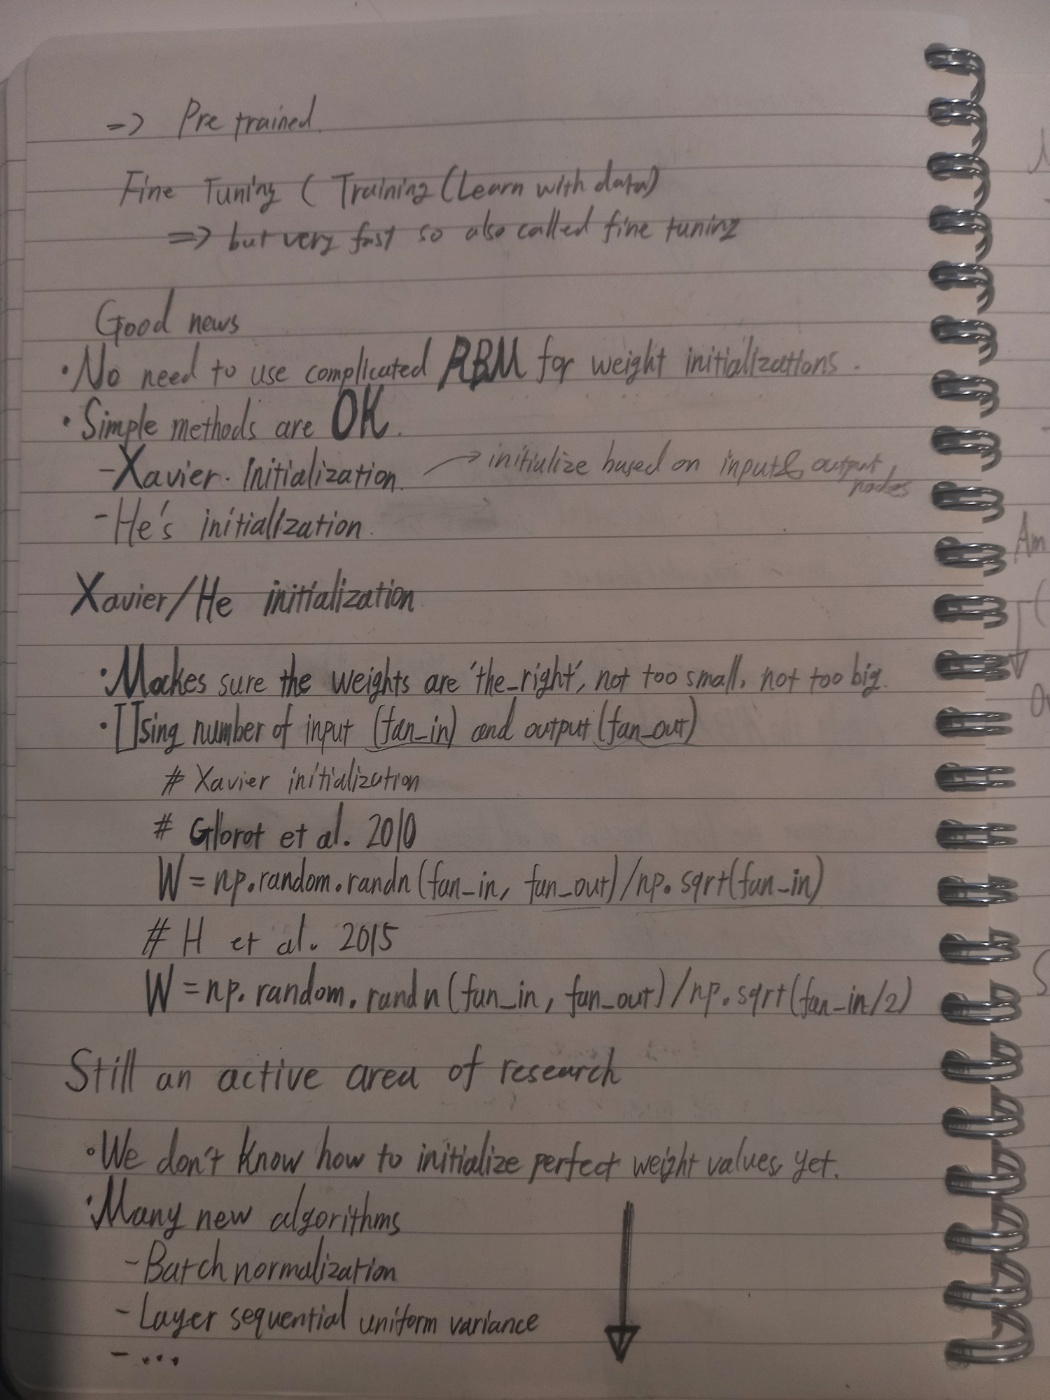 => Pre trained.
Fine Tuning ( Training (Learn with data)
=> but very fast so also called fine tuning
Good news
• No need to use complicated RBM for weight initializations.
• Simple methods are OK.
- Xavier. Initialization → initialize based on input & output nodes
- He's initialization.
Xavier/He initialization
• Makes sure the weights are 'the_right', not too small, not too big.
• Using number of input (fan_in) and output (fan_out)
# Xavier initialization
# Glorot et al. 2010
W = np.random.randn(fan_in, fan_out)/np.sqrt(fan_in)
# H et al. 2015
W = np.random.randn(fan_in, fan_out)/np.sqrt(fan_in/2)
Still an active area of research
• We don't know how to initialize perfect weight values, yet.
• Many new algorithms
- Batch normalization
- Layer sequential uniform variance
- ...